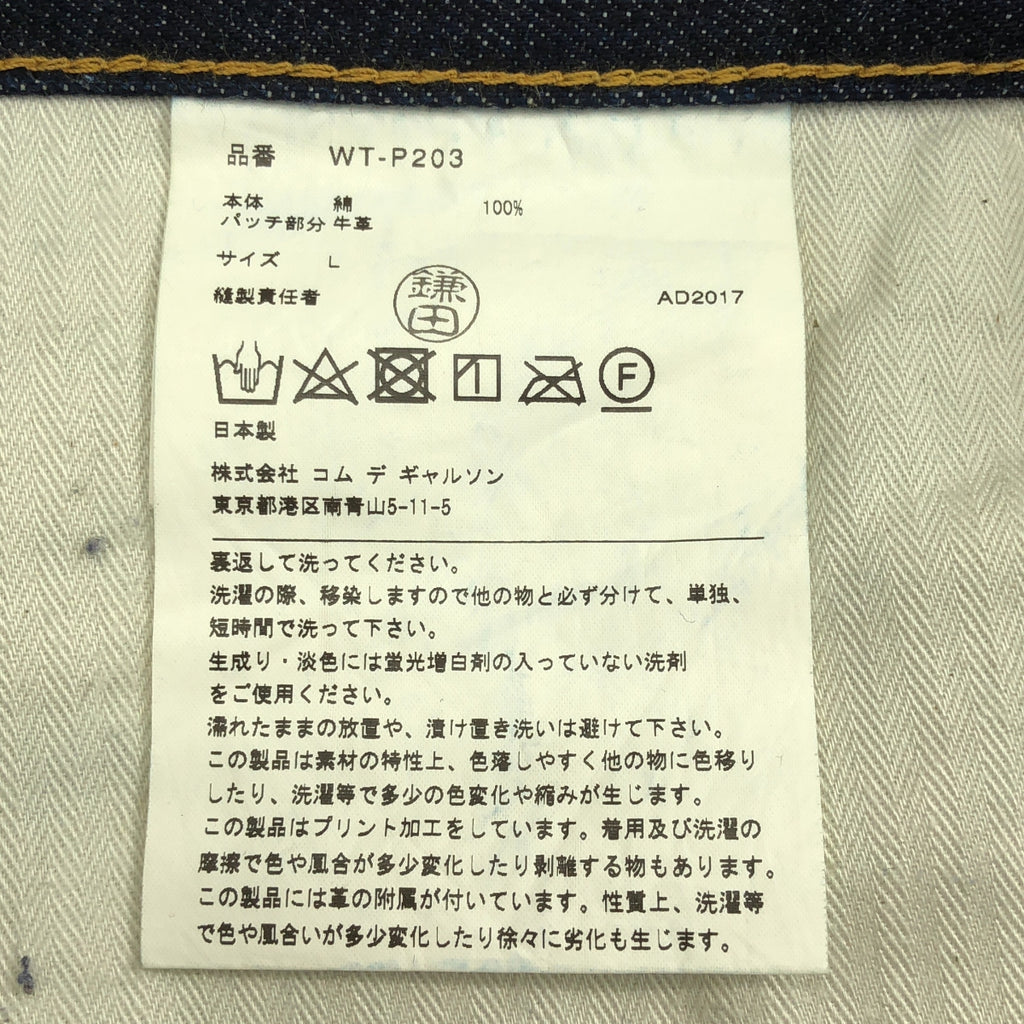 品番 WT-P203
本体 綿 100%
パッチ部分 牛革
サイズ L
縫製責任者 鎌田 AD2017
F
日本製
株式会社 コム デ ギャルソン
東京都港区南青山5-11-5
裏返して洗ってください。
洗濯の際、移染しますので他の物と必ず分けて、単独、
短時間で洗って下さい。
生成り・淡色には蛍光増白剤の入っていない洗剤
をご使用ください。
濡れたままの放置や、漬け置き洗いは避けて下さい。
この製品は素材の特性上、色落しやすく他の物に色移り
したり、洗濯等で多少の色変化や縮みが生じます。
この製品はプリント加工をしています。着用及び洗濯の
摩擦で色や風合が多少変化したり剥離する物もあります。
この製品には革の附属が付いています。性質上、洗濯等
で色や風合いが多少変化したり徐々に劣化も生じます。